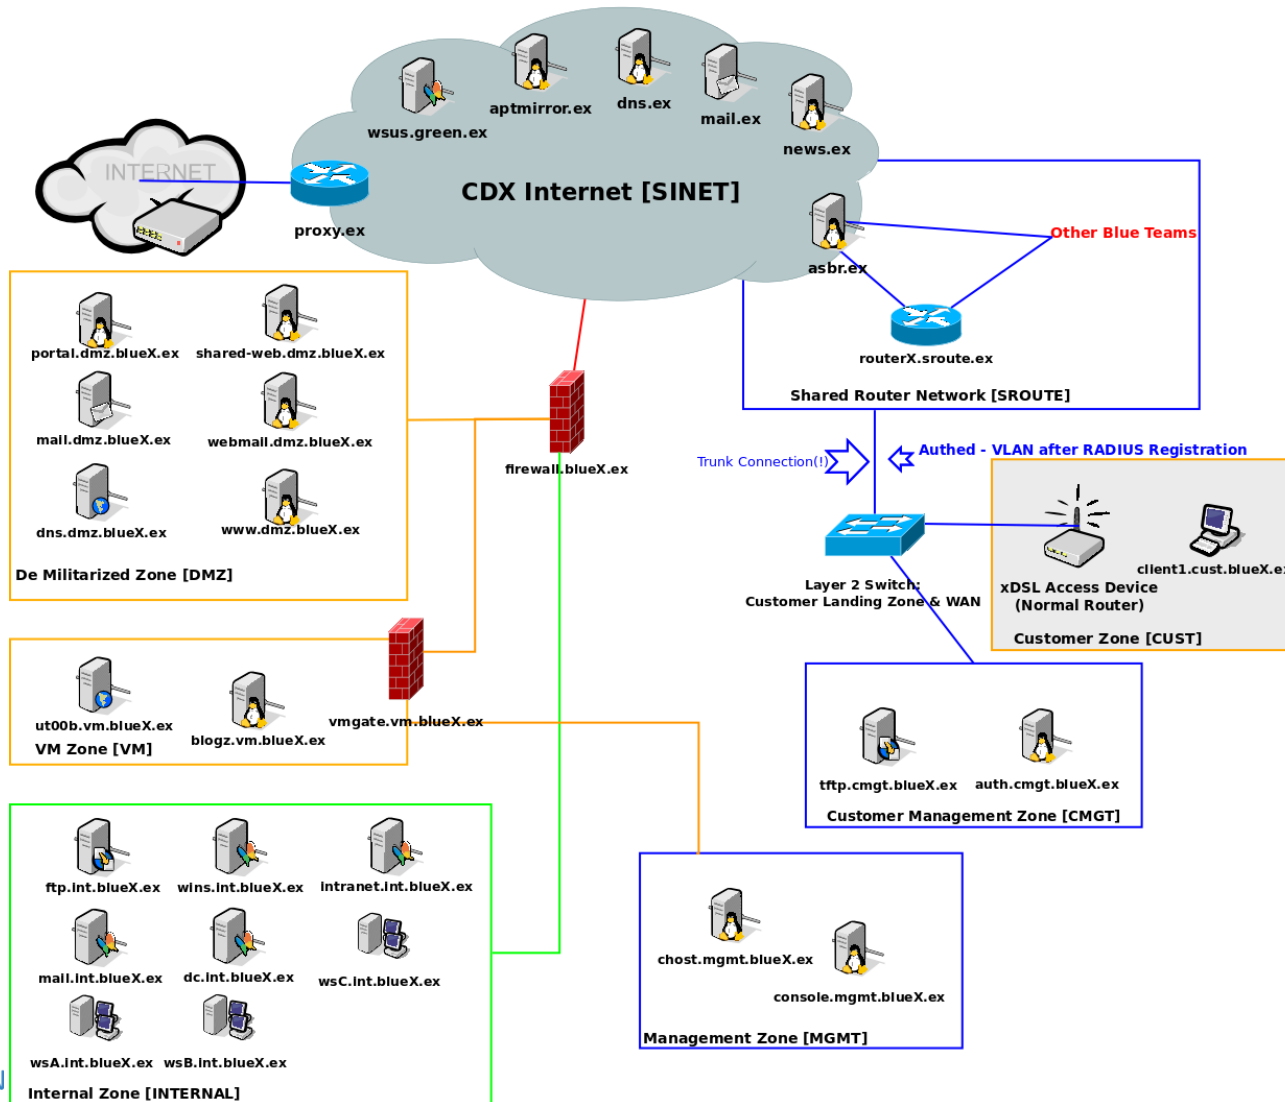 wsus.green.ex
aptmirror.ex
dns.ex
mail.ex
news.ex
INTERNET
CDX Internet [SINET]
proxy.ex
asbr.ex
Other Blue Teams
routerX.sroute.ex
Shared Router Network [SROUTE]
portal.dmz.blueX.ex
shared-web.dmz.blueX.ex
mail.dmz.blueX.ex
webmail.dmz.blueX.ex
dns.dmz.blueX.ex
www.dmz.blueX.ex
De Militarized Zone [DMZ]
firewall.blueX.ex
Trunk Connection(!)
Authed - VLAN after RADIUS Registration
Layer 2 Switch:
Customer Landing Zone & WAN
xDSL Access Device
(Normal Router)
client1.cust.blueX.ex
Customer Zone [CUST]
ut00b.vm.blueX.ex
blogz.vm.blueX.ex
VM Zone [VM]
vmgate.vm.blueX.ex
tftp.cmgt.blueX.ex
auth.cmgt.blueX.ex
Customer Management Zone [CMGT]
ftp.int.blueX.ex
wins.int.blueX.ex
intranet.int.blueX.ex
mail.int.blueX.ex
dc.int.blueX.ex
wsC.int.blueX.ex
wsA.int.blueX.ex
wsB.int.blueX.ex
Internal Zone [INTERNAL]
chost.mgmt.blueX.ex
console.mgmt.blueX.ex
Management Zone [MGMT]